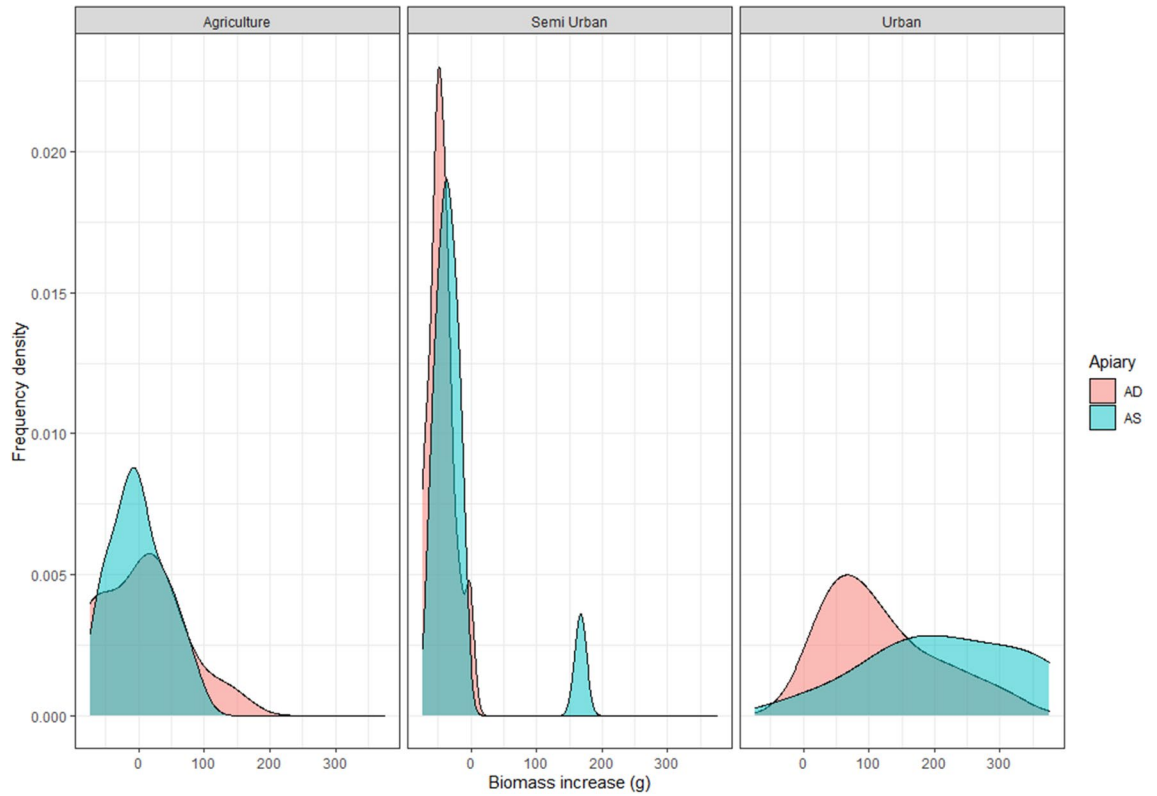 Agriculture
Semi Urban
Urban
Frequency density
0.020
0.015
0.010
0.005
0.000
0 100 200 300
0 100 200 300
0 100 200 300
Biomass increase (g)
Apiary
AD
AS